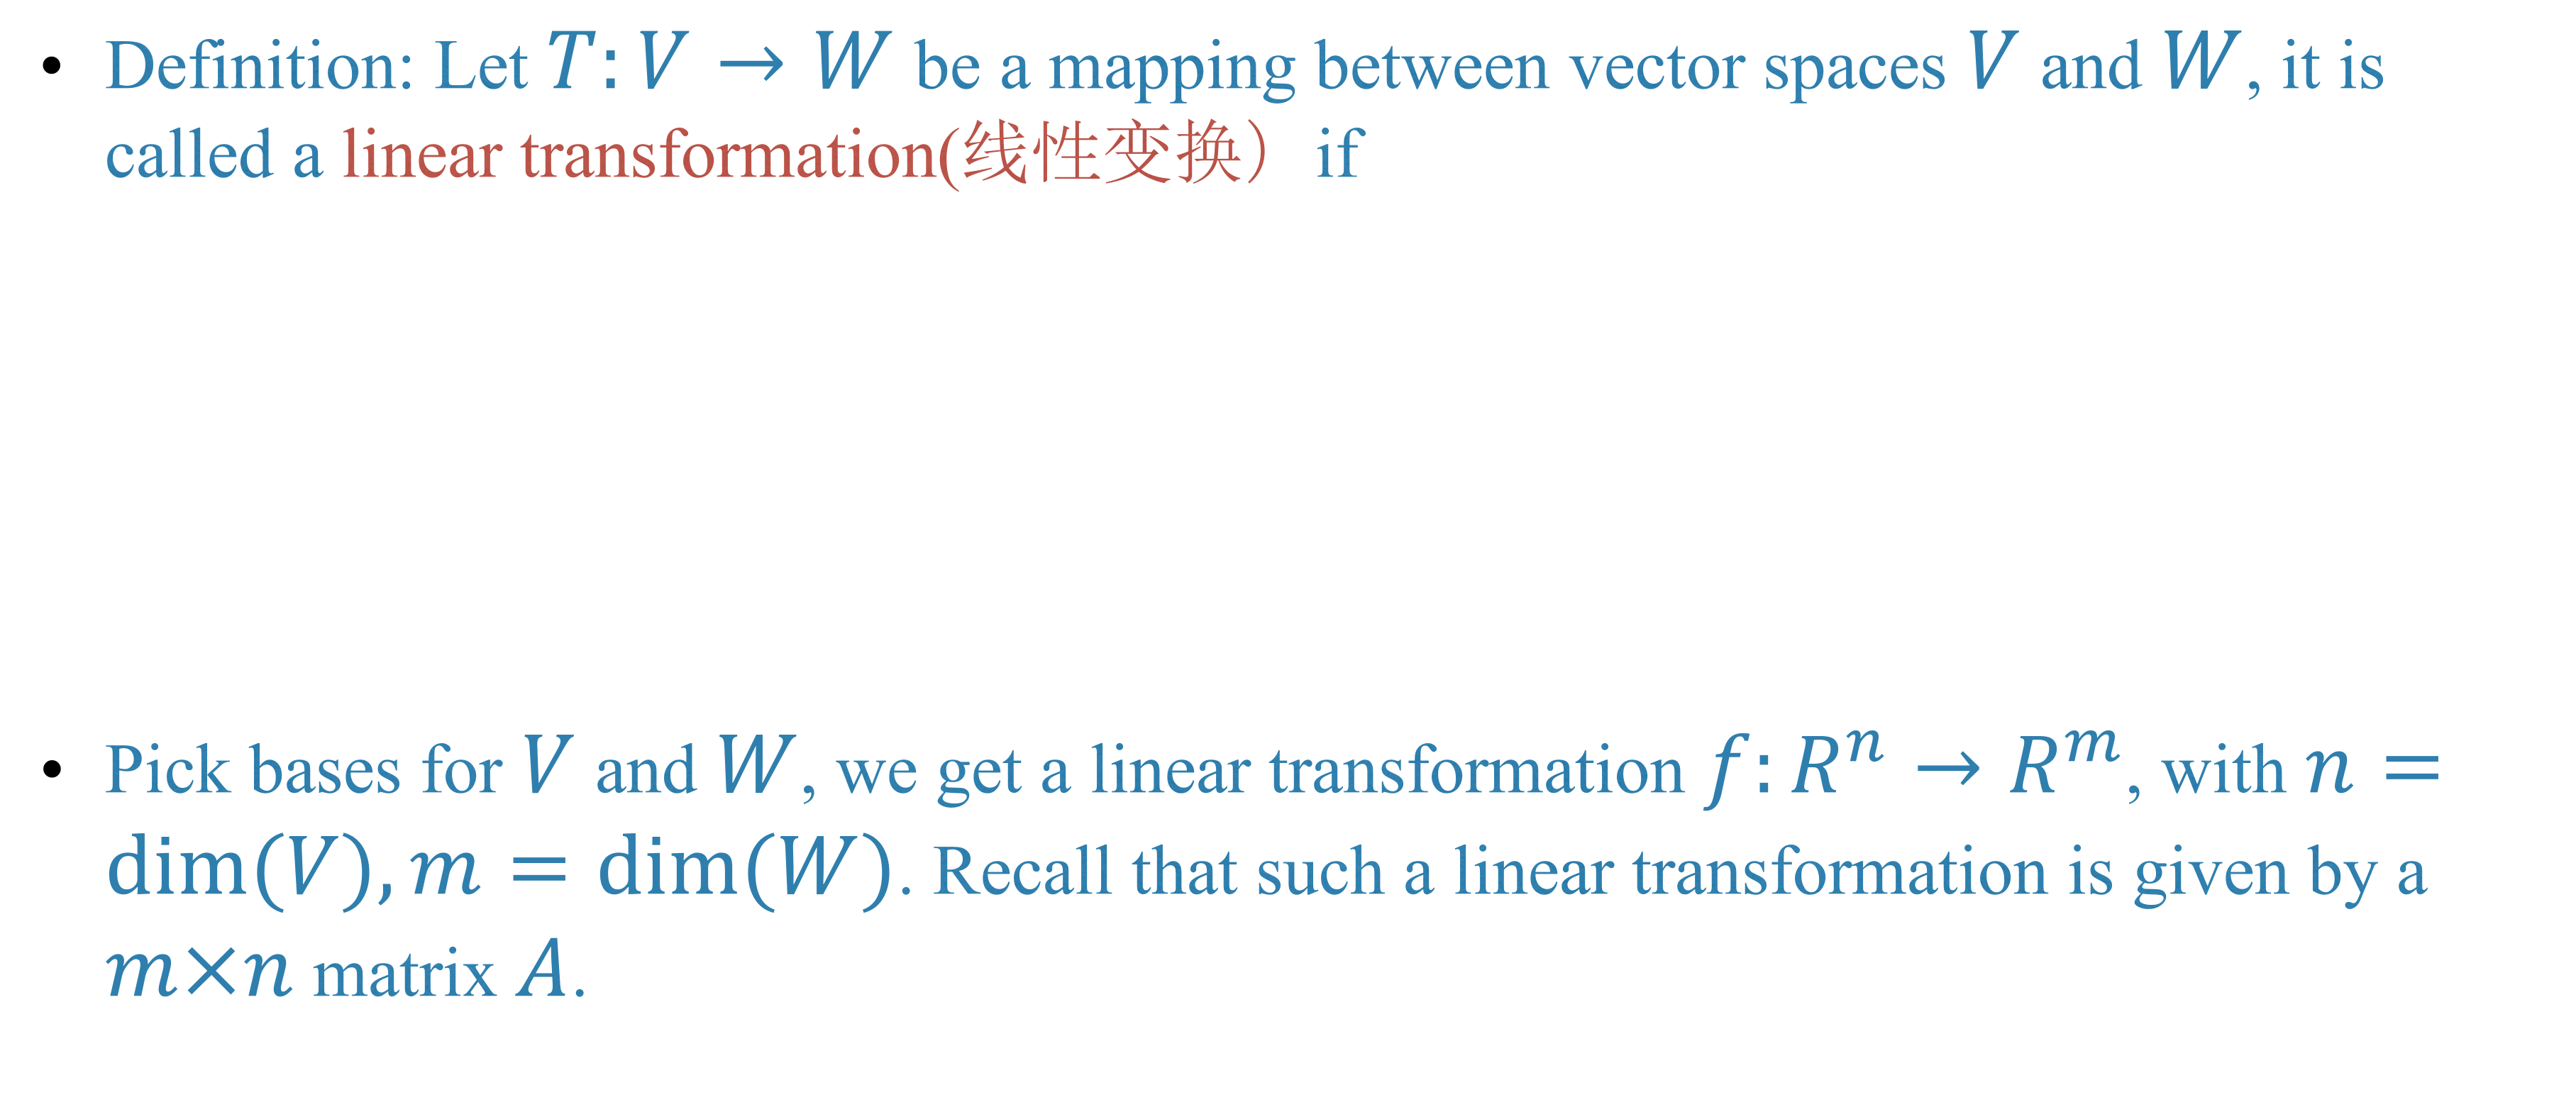 • Definition: Let 𝑇: 𝑉 → 𝑊 be a mapping between vector spaces 𝑉 and 𝑊, it is
called a linear transformation(线性变换） if
• Pick bases for 𝑉 and 𝑊, we get a linear transformation 𝑓: 𝑅ⁿ → 𝑅ᵐ, with 𝑛 =
dim(𝑉), 𝑚 = dim(𝑊). Recall that such a linear transformation is given by a
𝑚×𝑛 matrix 𝐴.